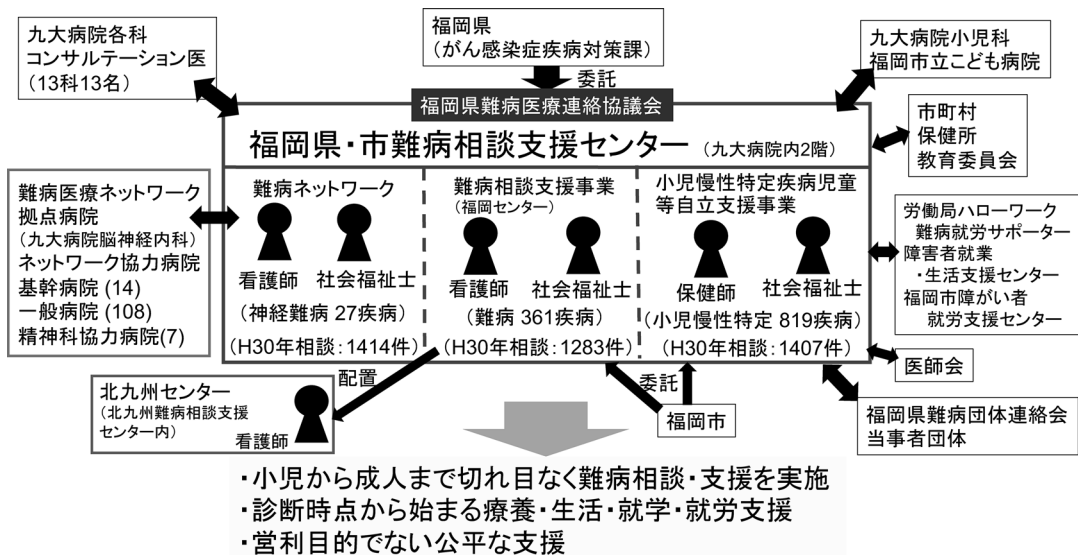 九大病院各科
コンサルテーション医
（13科13名）
福岡県
（がん感染症疾病対策課）
委託
九大病院小児科
福岡市立こども病院
福岡県難病医療連絡協議会
福岡県・市難病相談支援センター（九大病院内2階）
市町村
保健所
教育委員会
難病医療ネットワーク
拠点病院
（九大病院脳神経内科）
ネットワーク協力病院
基幹病院 (14)
一般病院 (108)
精神科協力病院(7)
難病ネットワーク
看護師
社会福祉士
（神経難病 27疾病）
（H30年相談：1414件）
難病相談支援事業
（福岡センター）
看護師
社会福祉士
（難病 361疾病）
（H30年相談：1283件）
小児慢性特定疾病児童
等自立支援事業
保健師
社会福祉士
（小児慢性特定 819疾病）
（H30年相談：1407件）
労働局ハローワーク
難病就労サポーター
障害者就業
・生活支援センター
福岡市障がい者
就労支援センター
医師会
配置
北九州センター
（北九州難病相談支援
センター内）
看護師
委託
福岡市
福岡県難病団体連絡会
当事者団体
・小児から成人まで切れ目なく難病相談・支援を実施
・診断時点から始まる療養・生活・就学・就労支援
・営利目的でない公平な支援